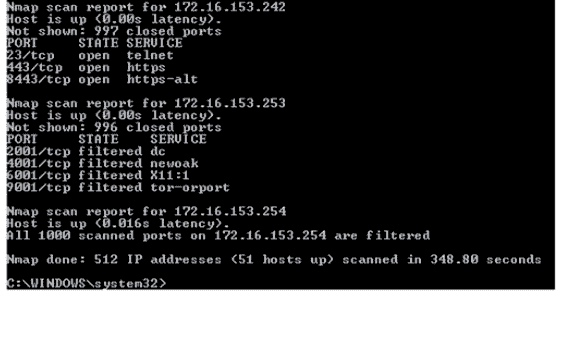 Nmap scan report for 172.16.153.242
Host is up (0.00s latency).
Not shown: 997 closed ports
PORT STATE SERVICE
23/tcp open telnet
443/tcp open https
8443/tcp open https-alt
Nmap scan report for 172.16.153.253
Host is up (0.00s latency).
Not shown: 996 closed ports
PORT STATE SERVICE
2001/tcp filtered dc
4001/tcp filtered newoak
6001/tcp filtered X11:1
9001/tcp filtered tor-orport
Nmap scan report for 172.16.153.254
Host is up (0.016s latency).
All 1000 scanned ports on 172.16.153.254 are filtered
Nmap done: 512 IP addresses (51 hosts up) scanned in 348.80 seconds
C:\WINDOWS\system32>